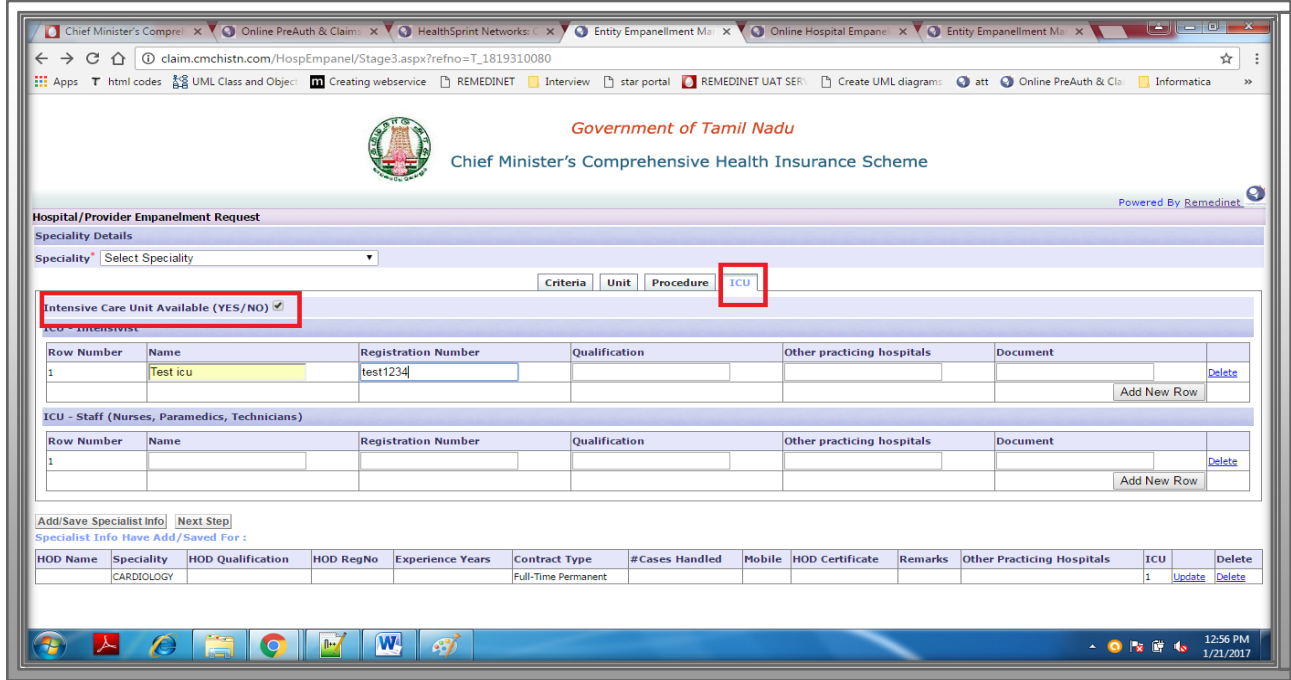 Chief Minister's Compreh
Online PreAuth & Claims
HealthSprint Networks: C
Entity Empanellment Ma
Online Hospital Empanel
Entity Empanellment Ma
claim.cmchistn.com/HospEmpanel/Stage3.aspx?refno=T_1819310080
Apps T html codes UML Class and Object m Creating webservice REMEDINET Interview star portal REMEDINET UAT SER Create UML diagrams att Online PreAuth & Cla Informatica »
Government of Tamil Nadu
Chief Minister's Comprehensive Health Insurance Scheme
Powered By Remedinet
Hospital/Provider Empanelment Request
Speciality Details
Speciality* Select Speciality
Criteria Unit Procedure ICU
Intensive Care Unit Available (YES/NO)
ICU - Intensivist
Row Number Name Registration Number Qualification Other practicing hospitals Document
1 Test icu test1234 Delete
Add New Row
ICU - Staff (Nurses, Paramedics, Technicians)
Row Number Name Registration Number Qualification Other practicing hospitals Document
1 Delete
Add New Row
Add/Save Specialist Info Next Step
Specialist Info Have Add/Saved For :
HOD Name Speciality HOD Qualification HOD RegNo Experience Years Contract Type #Cases Handled Mobile HOD Certificate Remarks Other Practicing Hospitals ICU Delete
CARDIOLOGY Full-Time Permanent 1 Update Delete
12:56 PM
1/21/2017